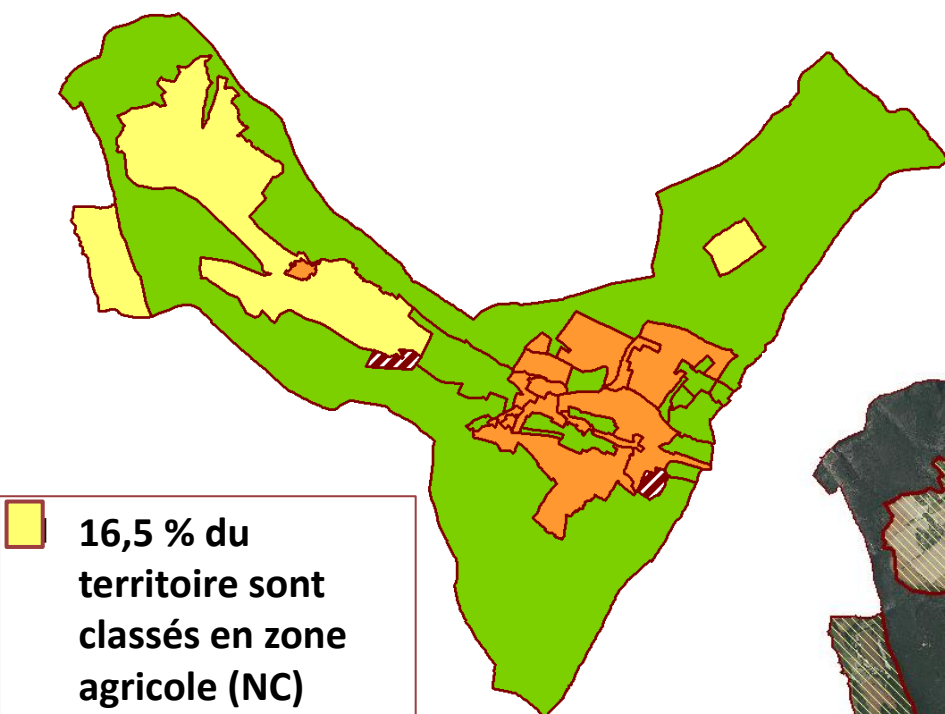 16,5 % du
territoire sont
classés en zone
agricole (NC)